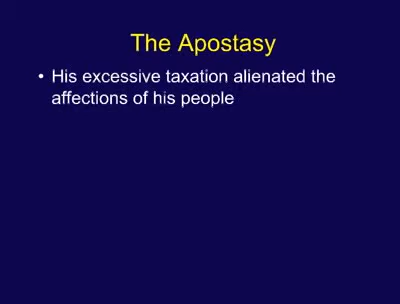 The Apostasy
• His excessive taxation alienated the
affections of his people